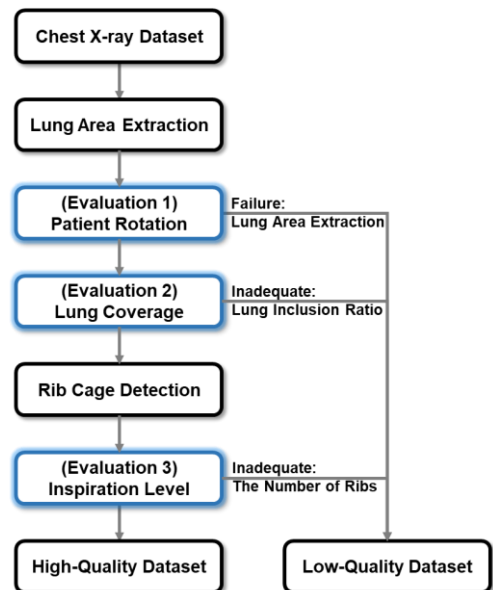 Chest X-ray Dataset
Lung Area Extraction
(Evaluation 1)
Patient Rotation
Failure:
Lung Area Extraction
(Evaluation 2)
Lung Coverage
Inadequate:
Lung Inclusion Ratio
Rib Cage Detection
(Evaluation 3)
Inspiration Level
Inadequate:
The Number of Ribs
High-Quality Dataset
Low-Quality Dataset